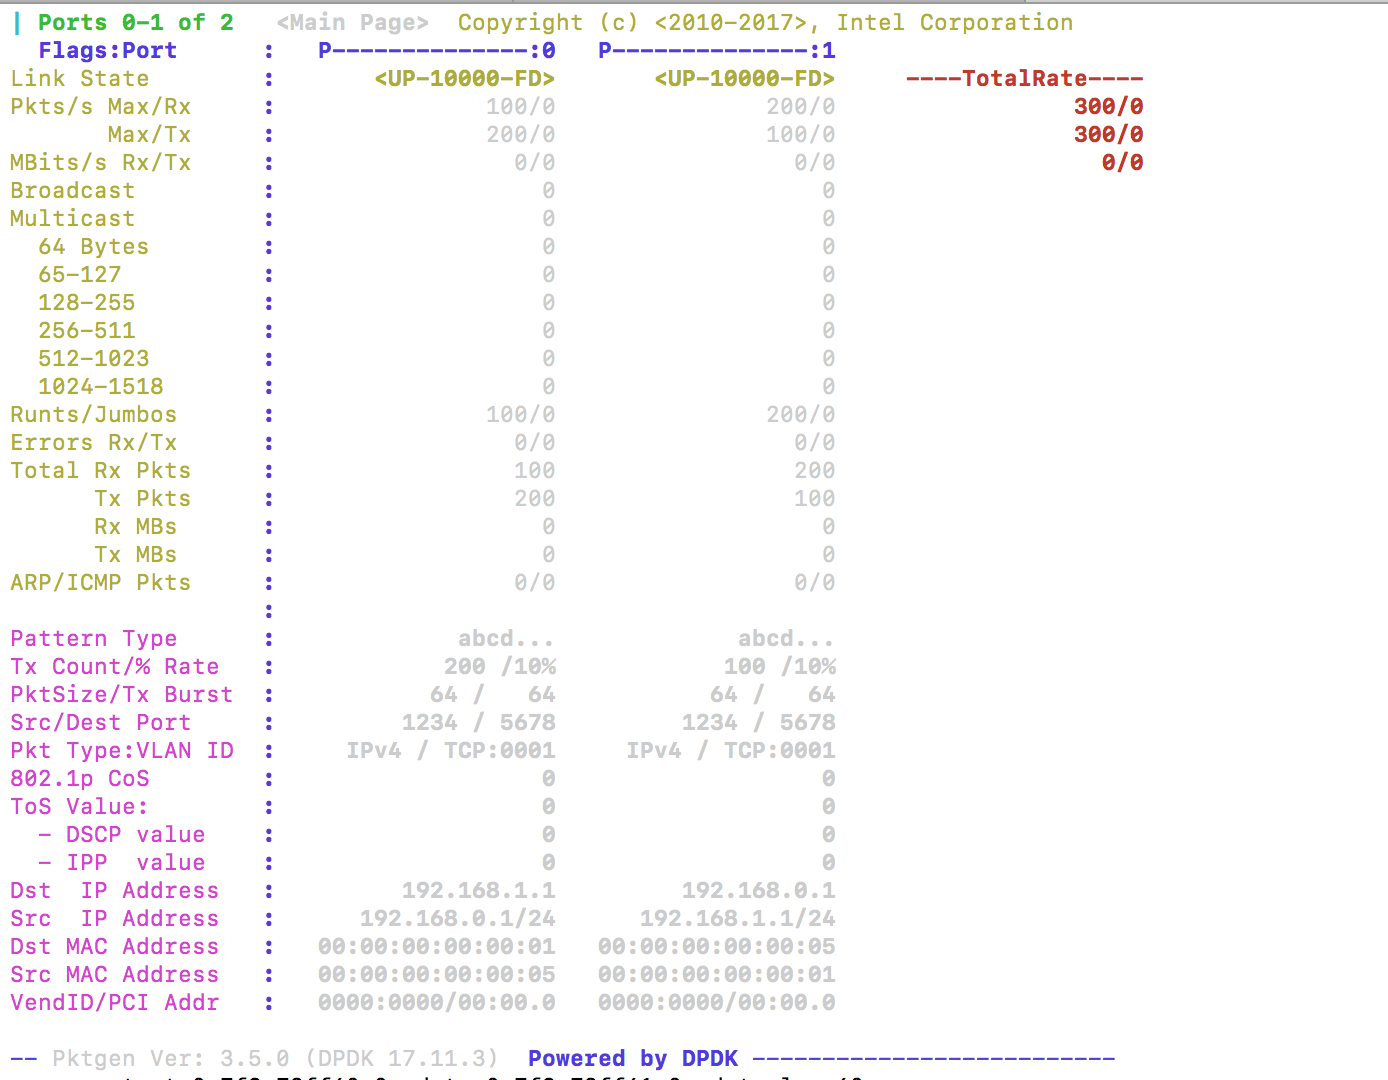 | Ports 0-1 of 2   <Main Page>  Copyright (c) <2010-2017>, Intel Corporation
  Flags:Port      :   P--------------:0   P--------------:1
Link State        :       <UP-10000-FD>       <UP-10000-FD>     ----TotalRate----
Pkts/s Max/Rx     :               100/0               200/0                 300/0
       Max/Tx     :               200/0               100/0                 300/0
MBits/s Rx/Tx     :                 0/0                 0/0                   0/0
Broadcast         :                   0                   0
Multicast         :                   0                   0
  64 Bytes        :                   0                   0
  65-127          :                   0                   0
  128-255         :                   0                   0
  256-511         :                   0                   0
  512-1023        :                   0                   0
  1024-1518       :                   0                   0
Runts/Jumbos      :               100/0               200/0
Errors Rx/Tx      :                 0/0                 0/0
Total Rx Pkts     :                 100                 200
      Tx Pkts     :                 200                 100
      Rx MBs      :                   0                   0
      Tx MBs      :                   0                   0
ARP/ICMP Pkts     :                 0/0                 0/0
                  :
Pattern Type      :             abcd...             abcd...
Tx Count/% Rate   :            200 /10%            100 /10%
PktSize/Tx Burst  :           64 /   64           64 /   64
Src/Dest Port     :         1234 / 5678         1234 / 5678
Pkt Type:VLAN ID  :     IPv4 / TCP:0001     IPv4 / TCP:0001
802.1p CoS        :                   0                   0
ToS Value:        :                   0                   0
  - DSCP value    :                   0                   0
  - IPP  value    :                   0                   0
Dst  IP Address   :         192.168.1.1         192.168.0.1
Src  IP Address   :      192.168.0.1/24      192.168.1.1/24
Dst MAC Address   :   00:00:00:00:00:01   00:00:00:00:00:05
Src MAC Address   :   00:00:00:00:00:05   00:00:00:00:00:01
VendID/PCI Addr   :   0000:0000/00:00.0   0000:0000/00:00.0
-- Pktgen Ver: 3.5.0 (DPDK 17.11.3)  Powered by DPDK --------------------------